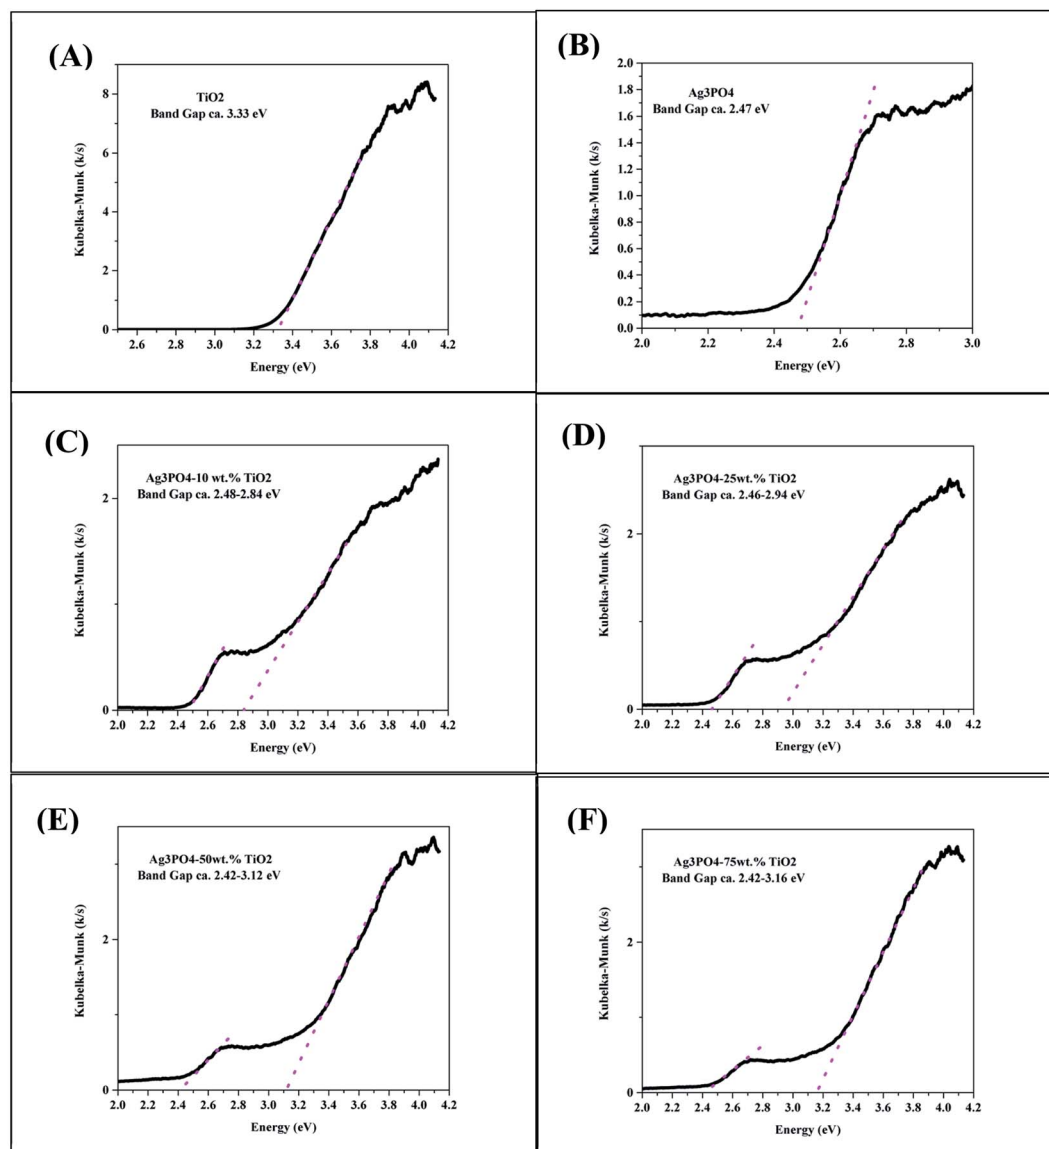 (A)
TiO2
Band Gap ca. 3.33 eV
Kubelka-Munk (k/s)
8
6
4
2
0
2.6 2.8 3.0 3.2 3.4 3.6 3.8 4.0 4.2
Energy (eV)
(B)
Ag3PO4
Band Gap ca. 2.47 eV
Kubelka-Munk (k/s)
2.0
1.8
1.6
1.4
1.2
1.0
0.8
0.6
0.4
0.2
0.0
2.0 2.2 2.4 2.6 2.8 3.0
Energy (eV)
(C)
Ag3PO4-10 wt.% TiO2
Band Gap ca. 2.48-2.84 eV
Kubelka-Munk (k/s)
2
0
2.0 2.2 2.4 2.6 2.8 3.0 3.2 3.4 3.6 3.8 4.0 4.2
Energy (eV)
(D)
Ag3PO4-25wt.% TiO2
Band Gap ca. 2.46-2.94 eV
Kubelka-Munk (k/s)
2
0
2.0 2.2 2.4 2.6 2.8 3.0 3.2 3.4 3.6 3.8 4.0 4.2
Energy (eV)
(E)
Ag3PO4-50wt.% TiO2
Band Gap ca. 2.42-3.12 eV
Kubelka-Munk (k/s)
2
0
2.0 2.2 2.4 2.6 2.8 3.0 3.2 3.4 3.6 3.8 4.0 4.2
Energy (eV)
(F)
Ag3PO4-75wt.% TiO2
Band Gap ca. 2.42-3.16 eV
Kubelka-Munk (k/s)
2
0
2.0 2.2 2.4 2.6 2.8 3.0 3.2 3.4 3.6 3.8 4.0 4.2
Energy (eV)